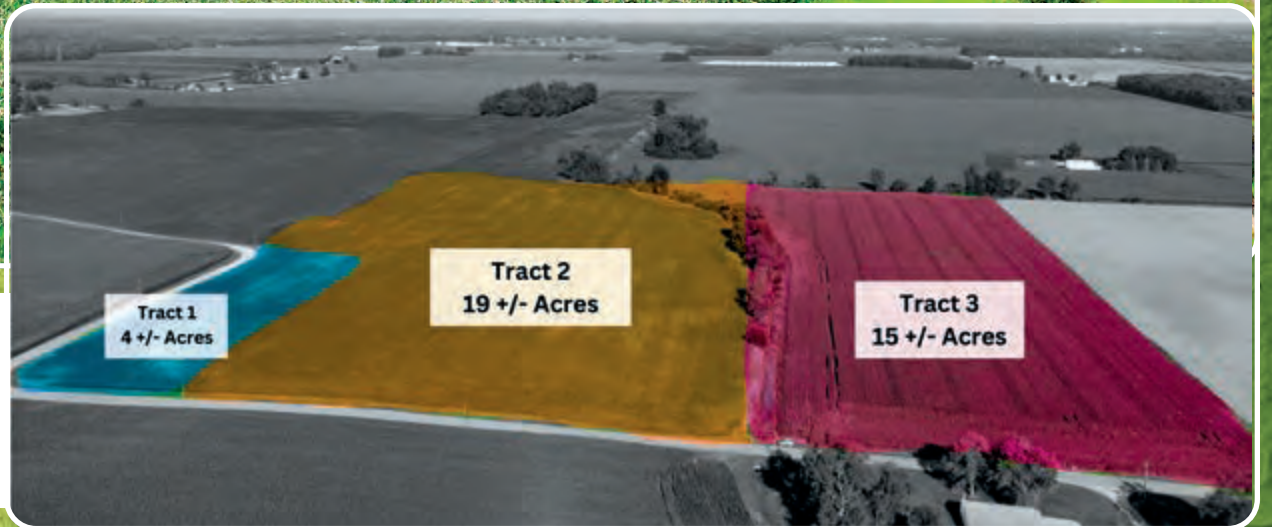 Tract 1
4 +/- Acres
Tract 2
19 +/- Acres
Tract 3
15 +/- Acres